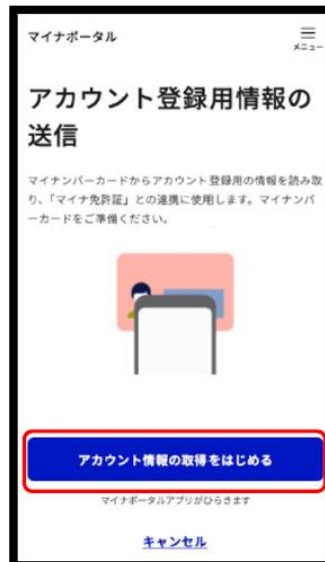 マイナポータル
メニュー
アカウント登録用情報の
送信
マイナンバーカードからアカウント登録用の情報を読み取
り、「マイナ免許証」との連携に使用します。マイナンバ
ーカードをご準備ください。
アカウント情報の取得をはじめる
マイナポータルアプリがひらきます
キャンセル